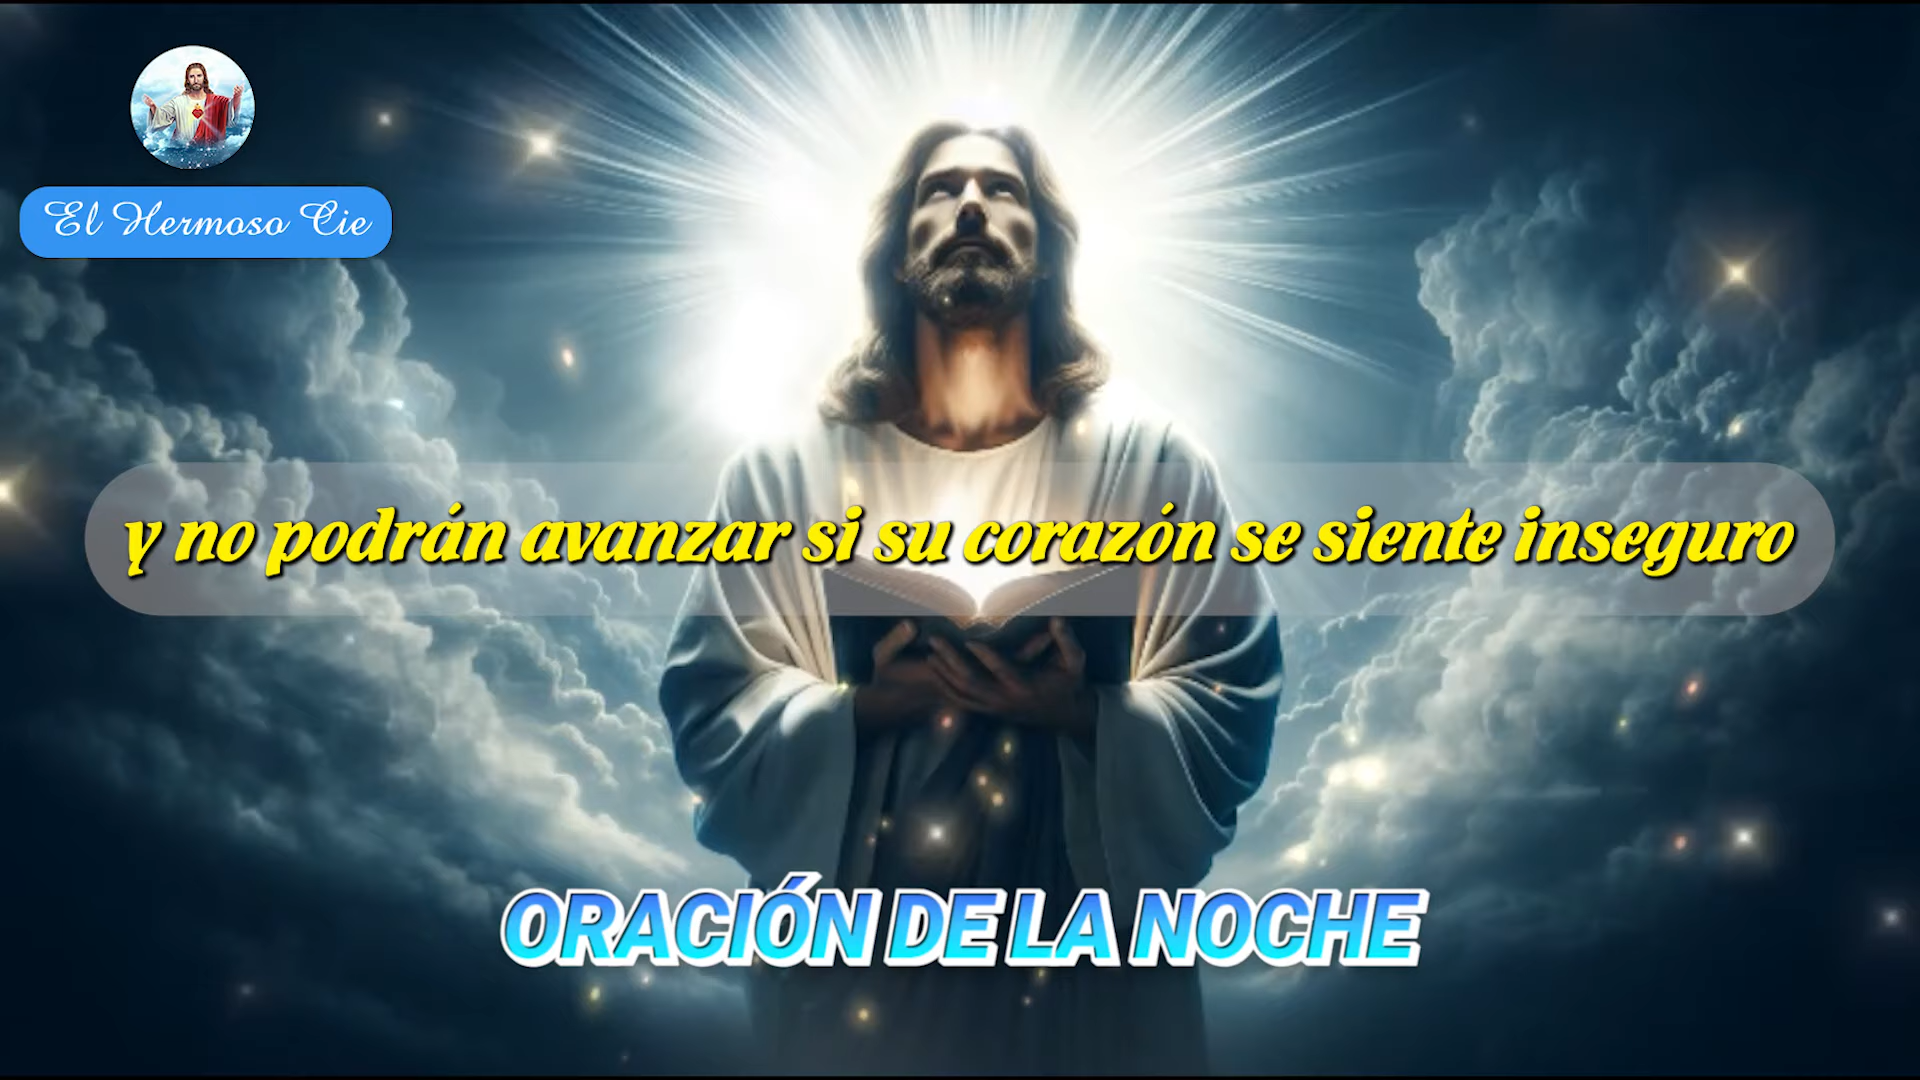 El Hermoso Cie
y no podrán avanzar si su corazón se siente inseguro
ORACIÓN DE LA NOCHE